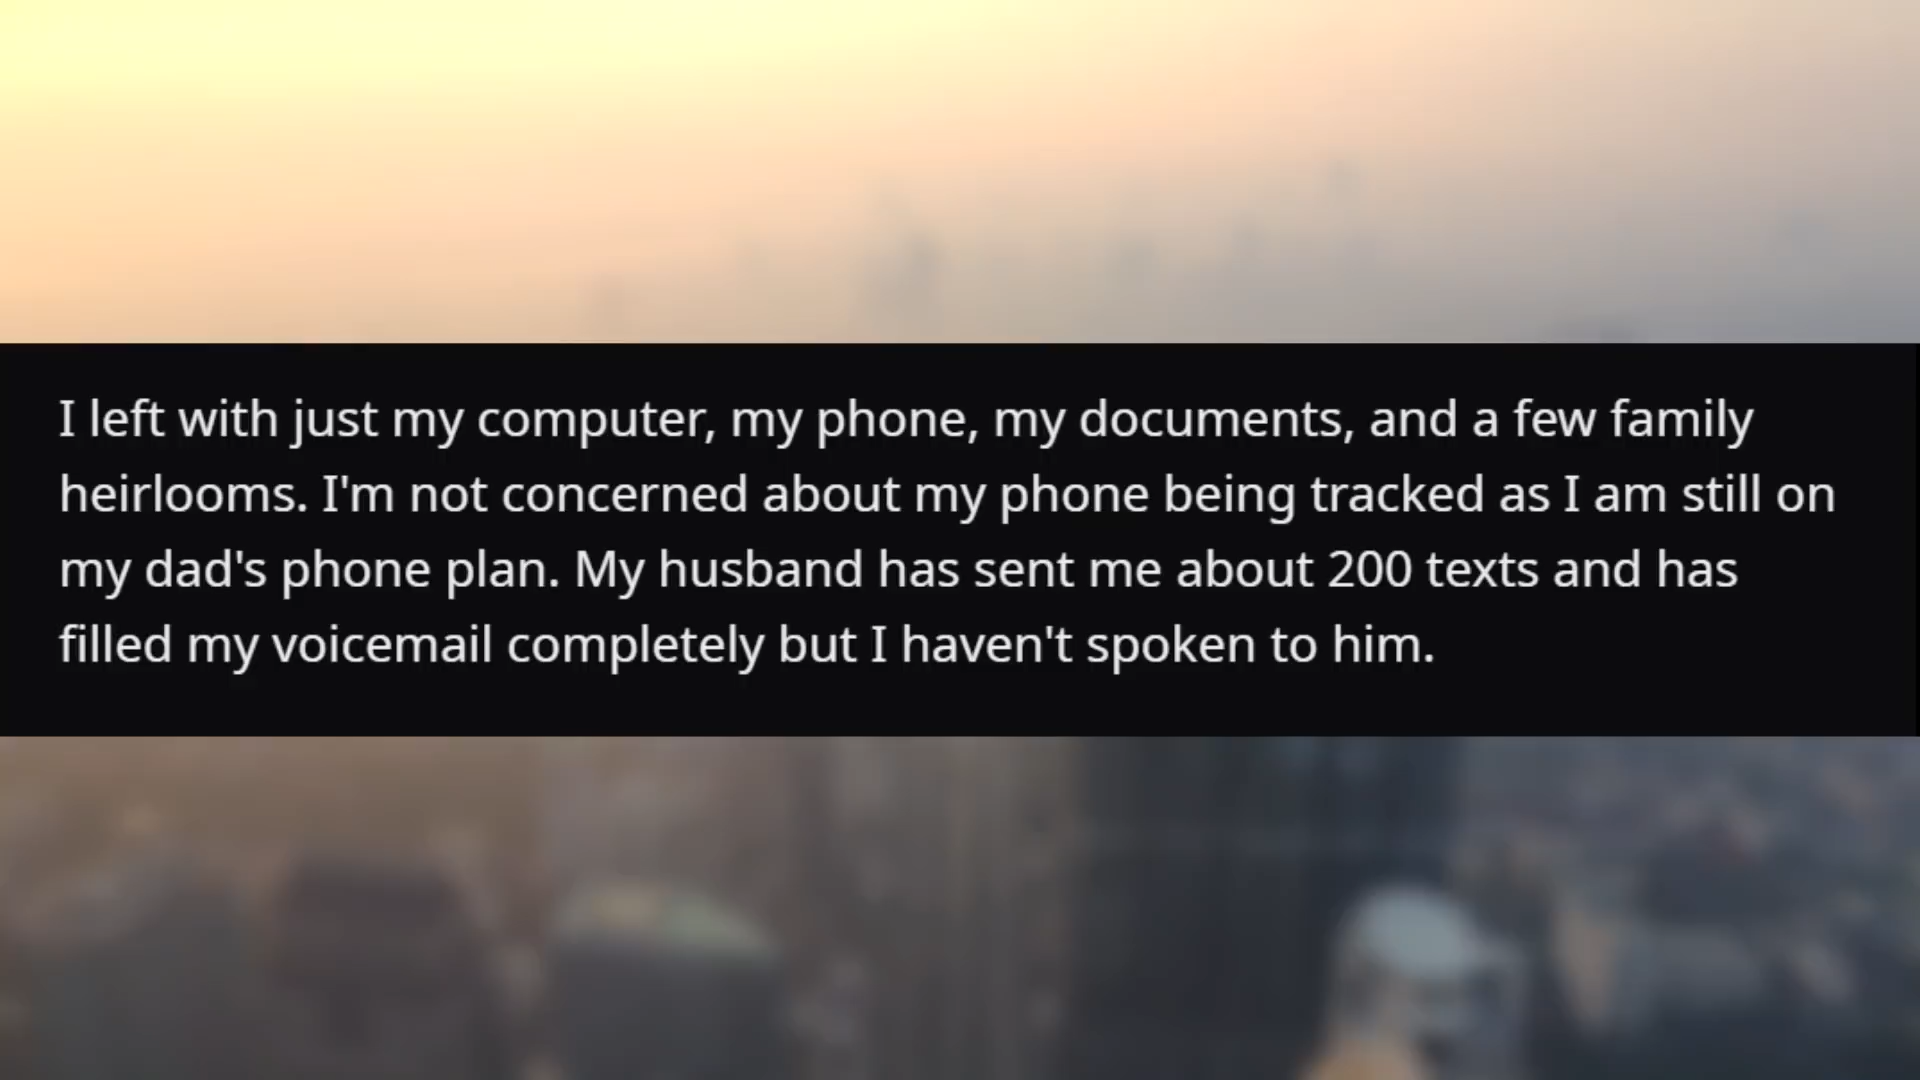 I left with just my computer, my phone, my documents, and a few family
heirlooms. I'm not concerned about my phone being tracked as I am still on
my dad's phone plan. My husband has sent me about 200 texts and has
filled my voicemail completely but I haven't spoken to him.